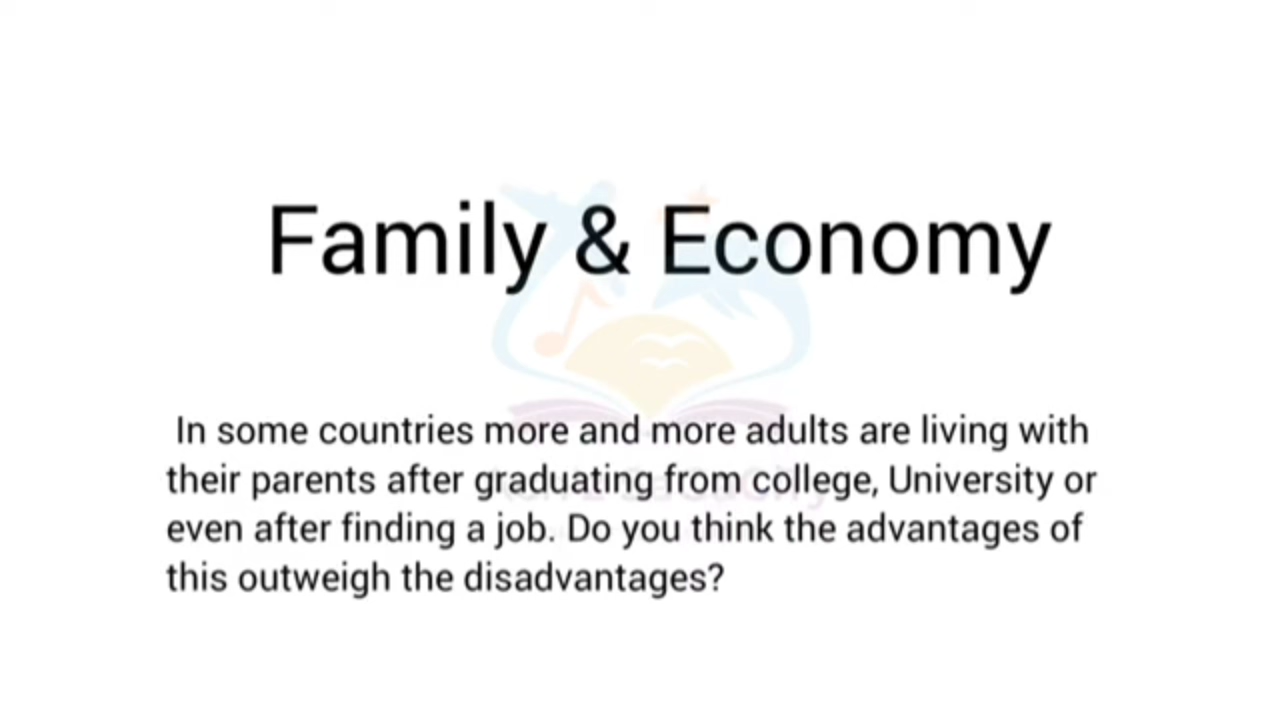 Family & Economy
In some countries more and more adults are living with
their parents after graduating from college, University or
even after finding a job. Do you think the advantages of
this outweigh the disadvantages?